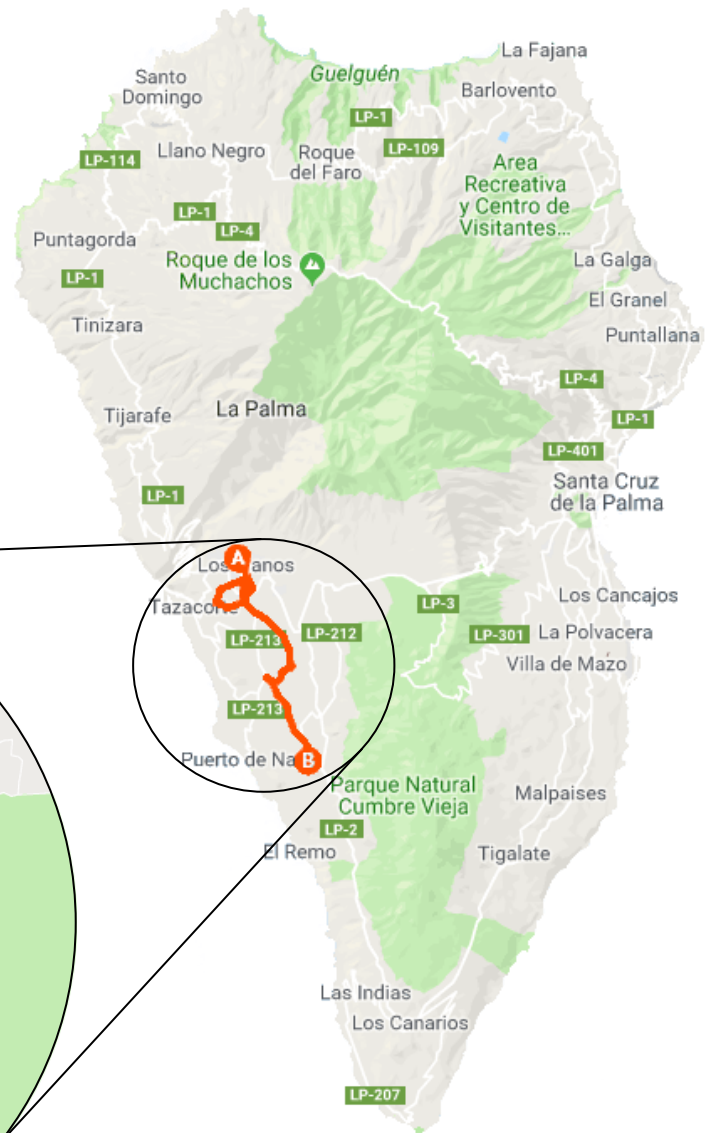 La Fajana
Guelguén
Santo
Domingo
Barlovento
LP-1
LP-109
Llano Negro
Roque
del Faro
LP-114
Area
Recreativa
y Centro de
Visitantes...
LP-1
LP-4
Puntagorda
Roque de los
Muchachos
La Galga
LP-1
El Granel
Tinizara
Puntallana
LP-4
Tijarafe
La Palma
LP-1
LP-401
Santa Cruz
de la Palma
LP-1
A
Los
anos
Tazacorte
LP-3
Los Cancajos
LP-213
LP-212
LP-301
La Polvacera
Villa de Mazo
LP-213
Puerto de Na
B
Parque Natural
Cumbre Vieja
Malpaises
LP-2
El Remo
Tigalate
Las Indias
Los Canarios
LP-207